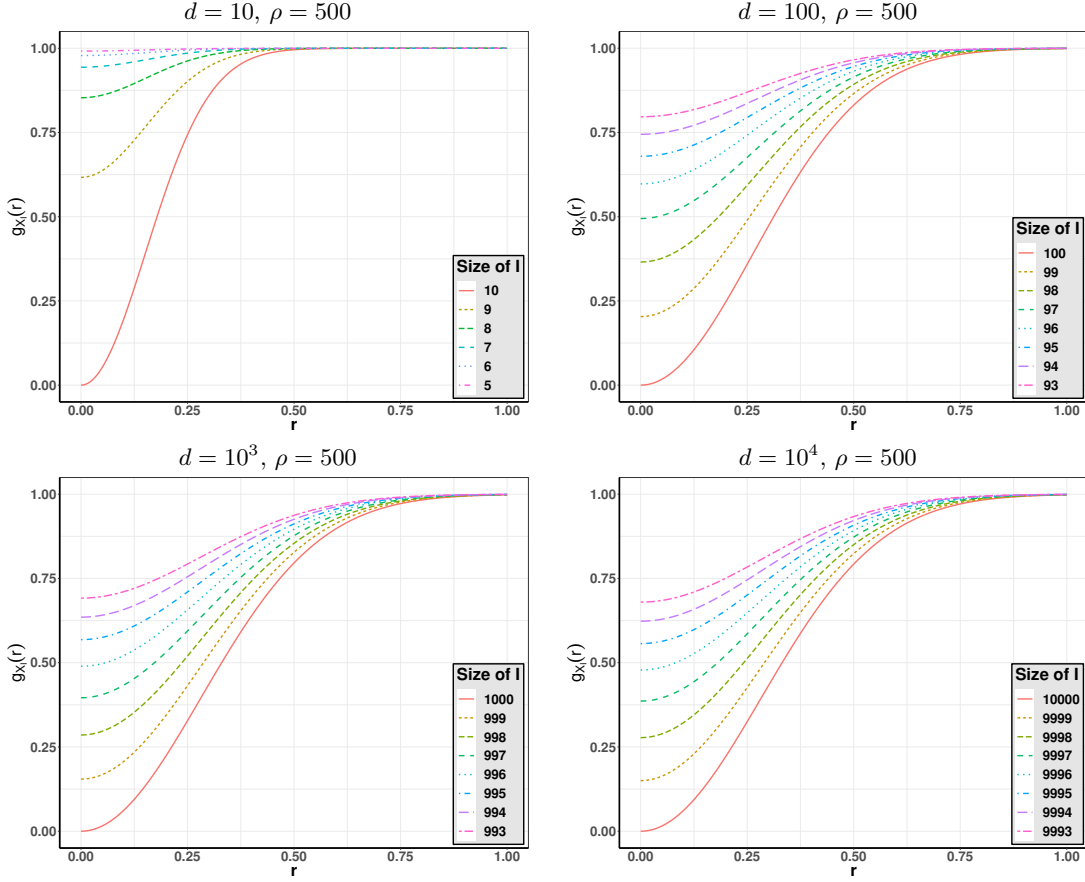 d = 10, ρ = 500
1.00
0.75
0.50
0.25
0.00
g_{X_I}(r)
0.00 0.25 0.50 0.75 1.00
r
Size of I
10
9
8
7
6
5
d = 100, ρ = 500
1.00
0.75
0.50
0.25
0.00
g_{X_I}(r)
0.00 0.25 0.50 0.75 1.00
r
Size of I
100
99
98
97
96
95
94
93
d = 10³, ρ = 500
1.00
0.75
0.50
0.25
0.00
g_{X_I}(r)
0.00 0.25 0.50 0.75 1.00
r
Size of I
1000
999
998
997
996
995
994
993
d = 10⁴, ρ = 500
1.00
0.75
0.50
0.25
0.00
g_{X_I}(r)
0.00 0.25 0.50 0.75 1.00
r
Size of I
10000
9999
9998
9997
9996
9995
9994
9993